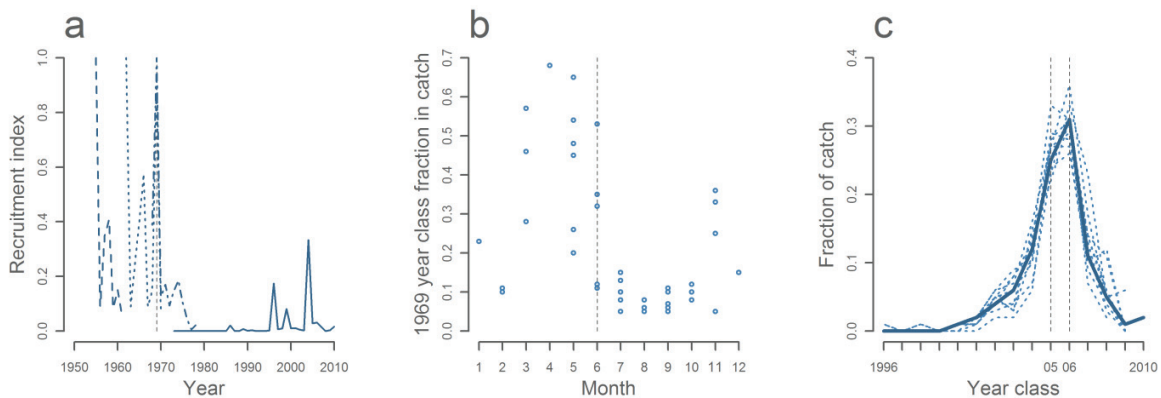 a
Recruitment index
0.0 0.2 0.4 0.6 0.8 1.0
1950 1960 1970 1980 1990 2000 2010
Year
b
1969 year class fraction in catch
0.0 0.1 0.2 0.3 0.4 0.5 0.6 0.7
1 2 3 4 5 6 7 8 9 10 11 12
Month
c
Fraction of catch
0.0 0.1 0.2 0.3 0.4
1996 05 06 2010
Year class